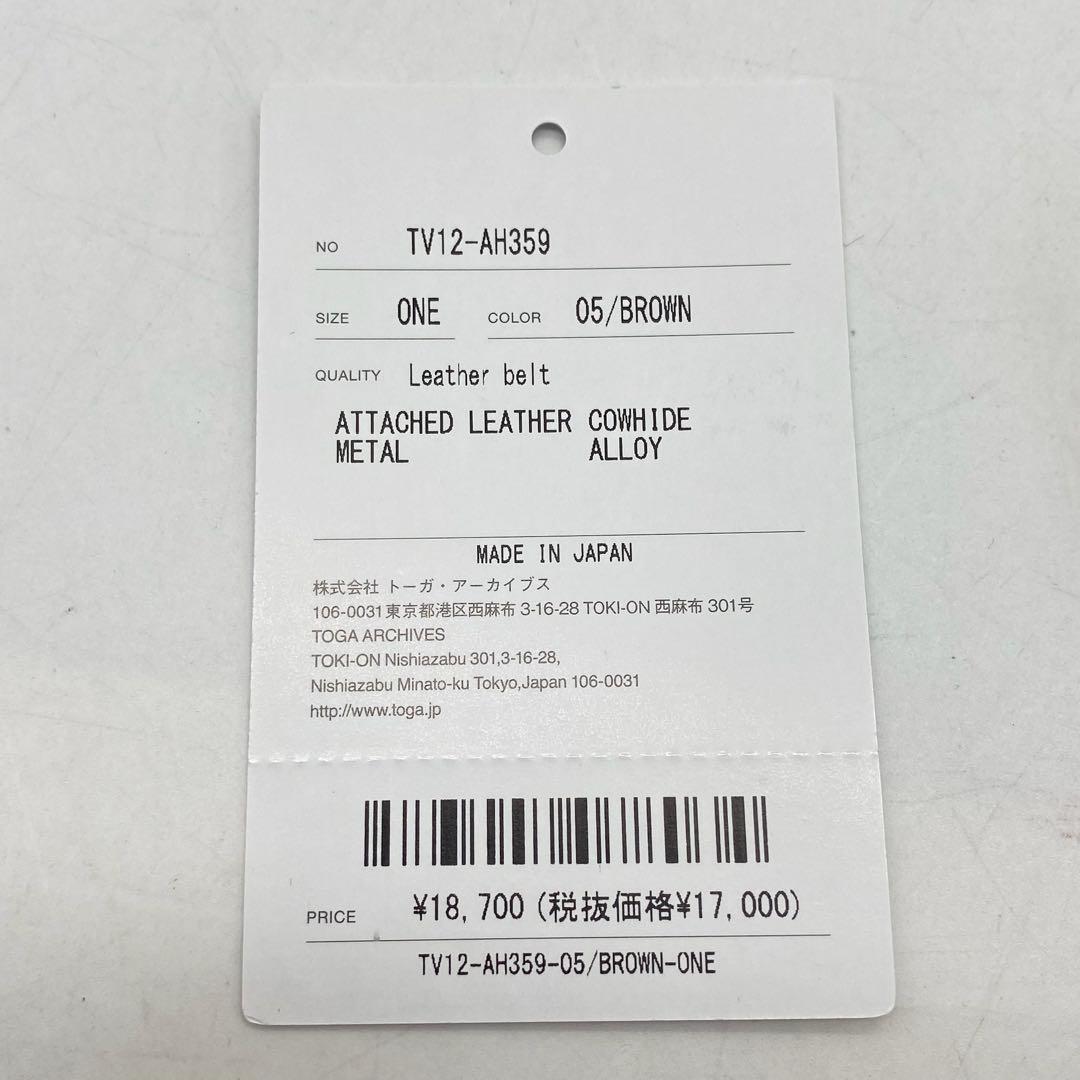 NO TV12-AH359
SIZE ONE COLOR 05/BROWN
QUALITY Leather belt
ATTACHED LEATHER COWHIDE
METAL ALLOY
MADE IN JAPAN
株式会社 トーガ・アーカイブス
106-0031東京都港区西麻布 3-16-28 TOKI-ON 西麻布 301号
TOGA ARCHIVES
TOKI-ON Nishiazabu 301,3-16-28,
Nishiazabu Minato-ku Tokyo,Japan 106-0031
http://www.toga.jp
PRICE ¥18,700(税抜価格¥17,000)
TV12-AH359-05/BROWN-ONE